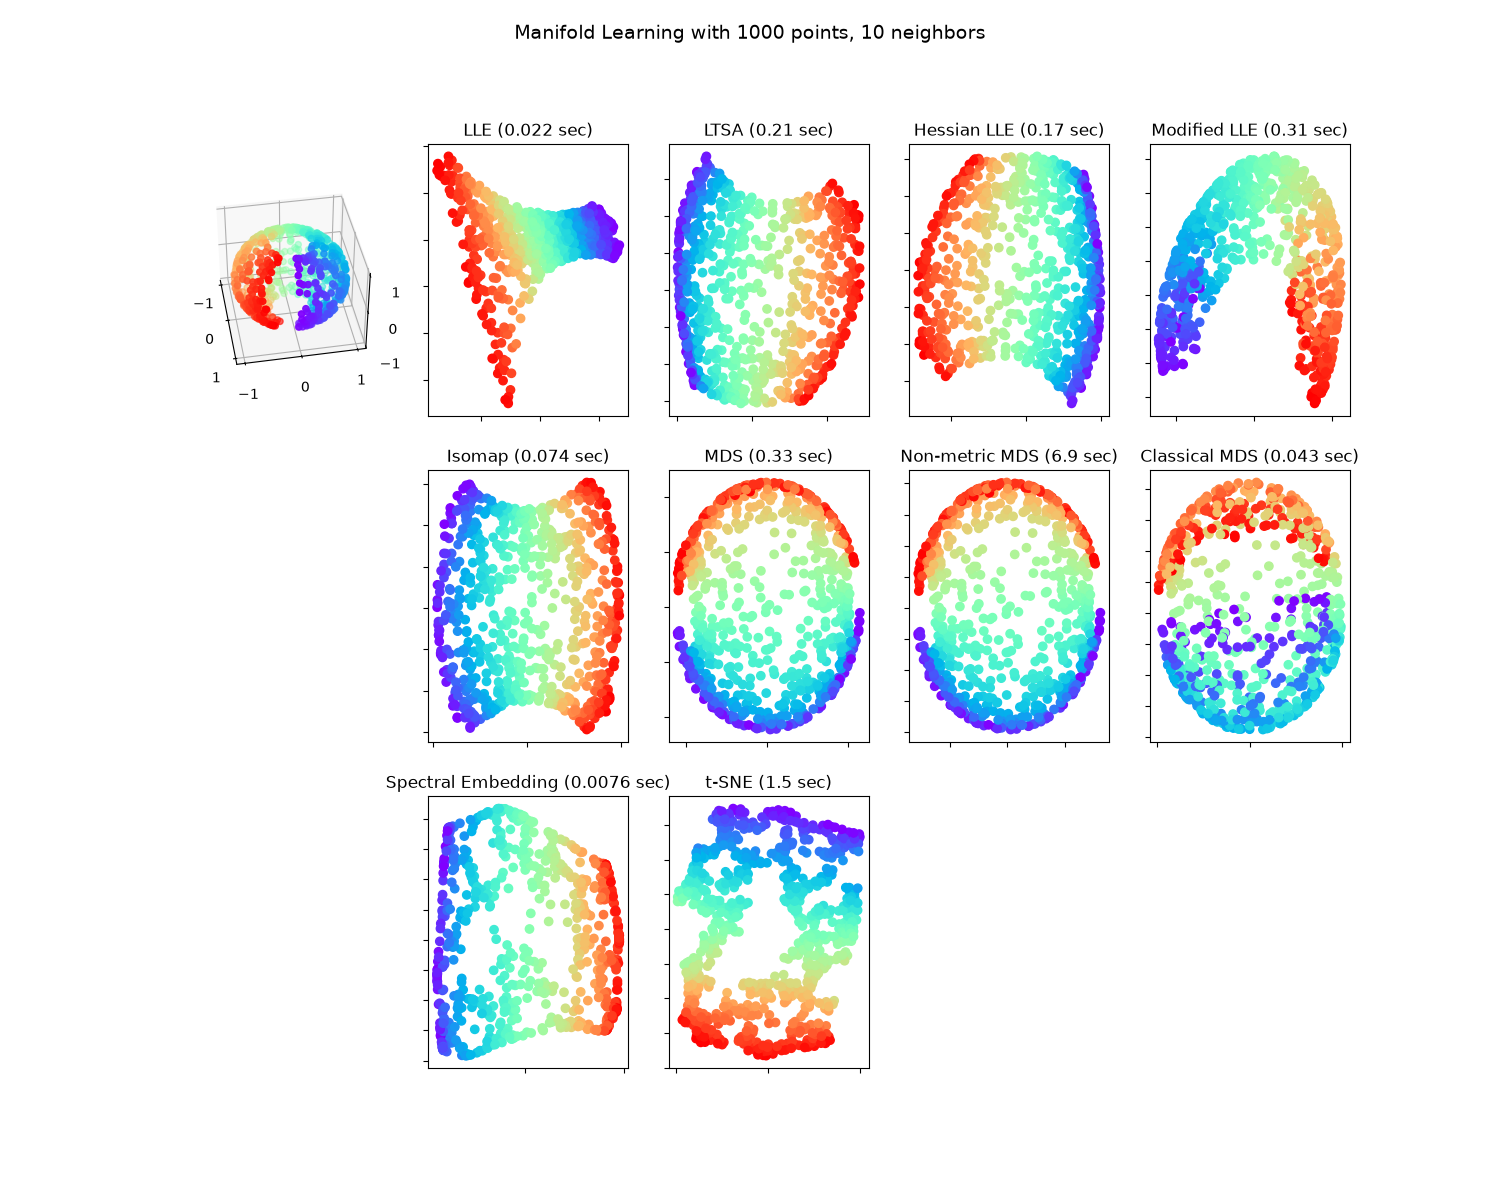 Manifold Learning with 1000 points, 10 neighbors
LLE (0.022 sec)
LTSA (0.21 sec)
Hessian LLE (0.17 sec)
Modified LLE (0.31 sec)
−1
0
1
−1
0
1
1
0
−1
Isomap (0.074 sec)
MDS (0.33 sec)
Non-metric MDS (6.9 sec)
Classical MDS (0.043 sec)
Spectral Embedding (0.0076 sec)
t-SNE (1.5 sec)